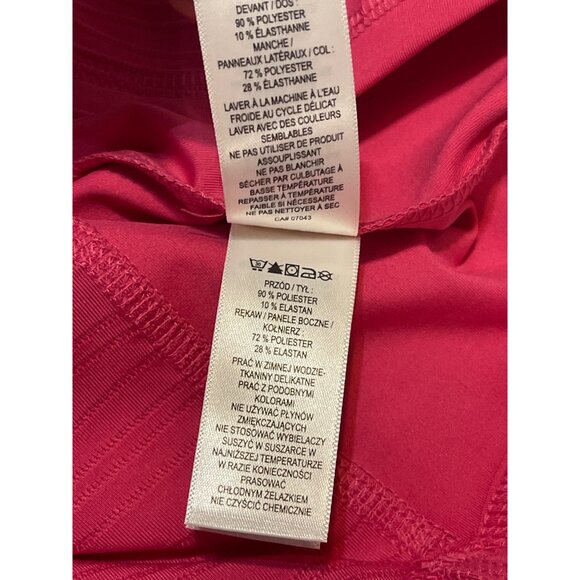 DEVANT / DOS :
90 % POLYESTER
10 % ÉLASTHANNE
MANCHE /
PANNEAUX LATÉRAUX / COL :
72 % POLYESTER
28 % ÉLASTHANNE
LAVER À LA MACHINE À L'EAU
FROIDE AU CYCLE DÉLICAT
LAVER AVEC DES COULEURS
SEMBLABLES
NE PAS UTILISER DE PRODUIT
ASSOUPLISSANT
NE PAS BLANCHIR
SÉCHER PAR CULBUTAGE À
BASSE TEMPÉRATURE
REPASSER À TEMPÉRATURE
FAIBLE SI NÉCESSAIRE
NE PAS NETTOYER À SEC
CA# 07043
30
PRZÓD / TYŁ :
90 % POLIESTER
10 % ELASTAN
RĘKAW / PANELE BOCZNE /
KOŁNIERZ :
72 % POLIESTER
28 % ELASTAN
PRAĆ W ZIMNEJ WODZIE-
TKANINY DELIKATNE
PRAĆ Z PODOBNYMI
KOLORAMI
NIE UŻYWAĆ PŁYNÓW
ZMIĘKCZAJĄCYCH
NIE STOSOWAĆ WYBIELACZY
SUSZYĆ W SUSZARCE W
NAJNIŻSZEJ TEMPERATURZE
W RAZIE KONIECZNOŚCI
PRASOWAĆ
CHŁODNYM ŻELAZKIEM
NIE CZYŚCIĆ CHEMICZNIE